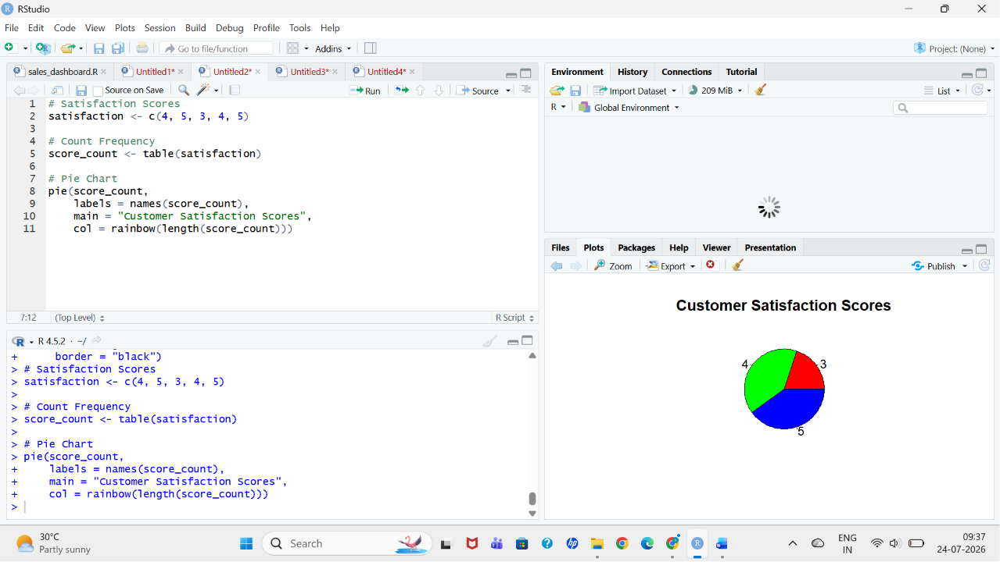 RStudio
File Edit Code View Plots Session Build Debug Profile Tools Help
Go to file/function Addins Project: (None)
sales_dashboard.R Untitled1* Untitled2* Untitled3* Untitled4*
Source on Save Run Source
1 # Satisfaction Scores
2 satisfaction <- c(4, 5, 3, 4, 5)
3
4 # Count Frequency
5 score_count <- table(satisfaction)
6
7 # Pie Chart
8 pie(score_count,
9 labels = names(score_count),
10 main = "Customer Satisfaction Scores",
11 col = rainbow(length(score_count)))
7:12 (Top Level) R Script
R 4.5.2 · ~/
+ border = "black")
> # Satisfaction Scores
> satisfaction <- c(4, 5, 3, 4, 5)
>
> # Count Frequency
> score_count <- table(satisfaction)
>
> # Pie Chart
> pie(score_count,
+ labels = names(score_count),
+ main = "Customer Satisfaction Scores",
+ col = rainbow(length(score_count)))
>
Environment History Connections Tutorial
Import Dataset 209 MiB List
R Global Environment
Files Plots Packages Help Viewer Presentation
Zoom Export Publish
Customer Satisfaction Scores
4 3
5
30°C
Partly sunny
Search
ENG
IN
09:37
24-07-2026